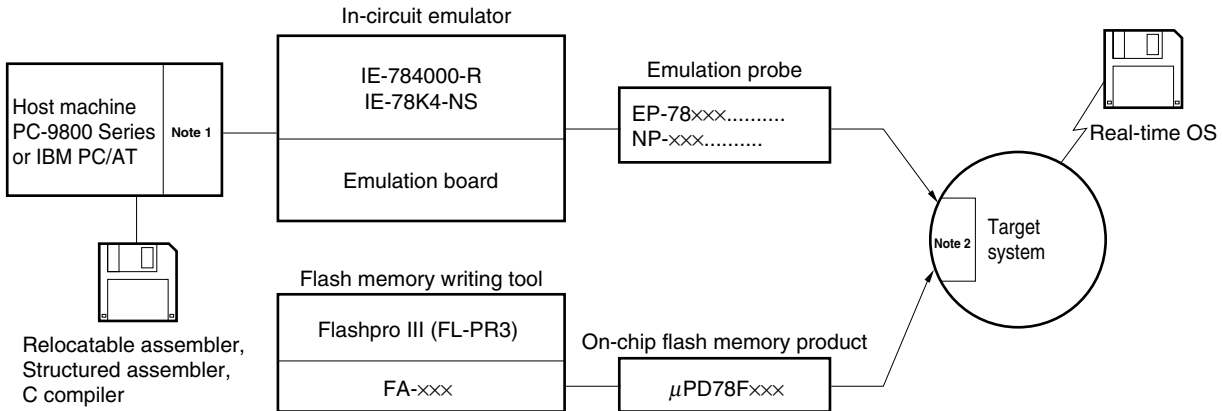 In-circuit emulator
Host machine
PC-9800 Series
or IBM PC/AT
Note 1
IE-784000-R
IE-78K4-NS
Emulation board
Emulation probe
EP-78×××..........
NP-×××..........
Real-time OS
Note 2
Target
system
Relocatable assembler,
Structured assembler,
C compiler
Flash memory writing tool
Flashpro III (FL-PR3)
FA-×××
On-chip flash memory product
μPD78F×××